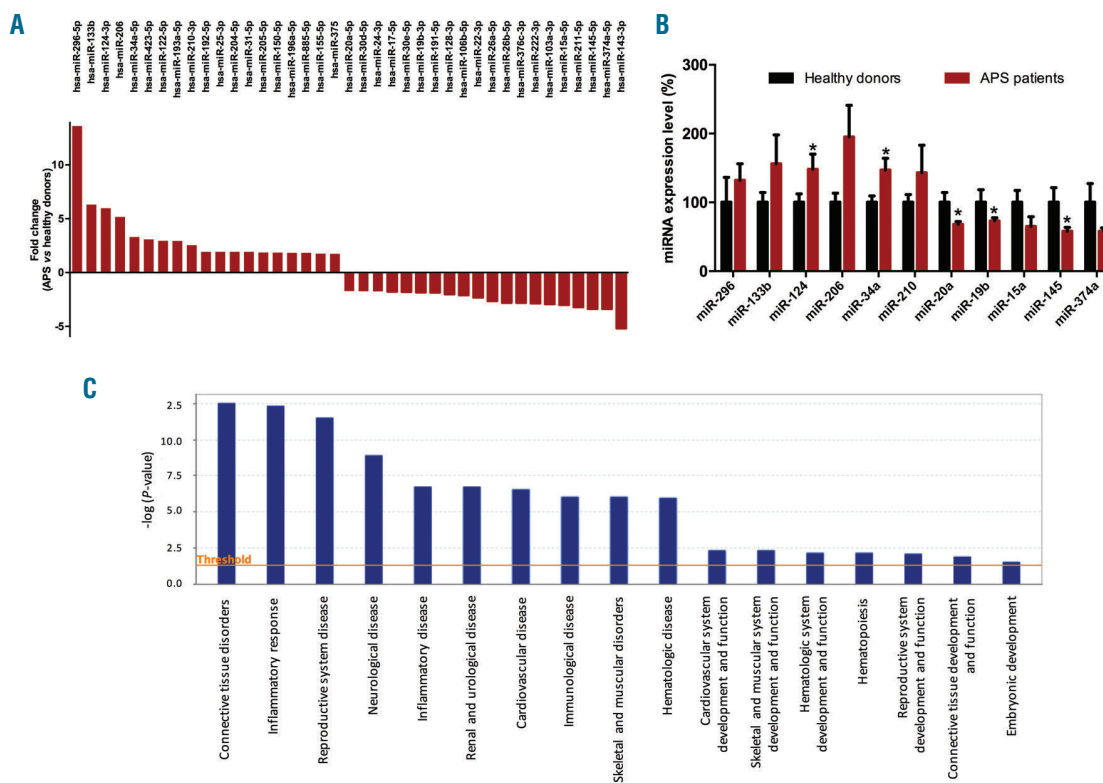 A
hsa-miR-296-5p
hsa-miR-133b
hsa-miR-124-3p
hsa-miR-206
hsa-miR-34a-5p
hsa-miR-423-5p
hsa-miR-122-5p
hsa-miR-193a-5p
hsa-miR-210-3p
hsa-miR-192-5p
hsa-miR-25-3p
hsa-miR-204-5p
hsa-miR-31-5p
hsa-miR-205-5p
hsa-miR-150-5p
hsa-miR-196a-5p
hsa-miR-885-5p
hsa-miR-155-5p
hsa-miR-375
hsa-miR-20a-5p
hsa-miR-30d-5p
hsa-miR-24-3p
hsa-miR-17-5p
hsa-miR-30e-5p
hsa-miR-19b-3p
hsa-miR-191-5p
hsa-miR-128-3p
hsa-miR-106b-5p
hsa-miR-22-3p
hsa-miR-26a-5p
hsa-miR-26b-5p
hsa-miR-376c-3p
hsa-miR-222-3p
hsa-miR-103a-3p
hsa-miR-15a-5p
hsa-miR-211-5p
hsa-miR-145-5p
hsa-miR-374a-5p
hsa-miR-143-3p
Fold change
(APS vs healthy donors)
10
5
0
-5
B
Healthy donors
APS patients
miRNA expression level (%)
200
150
100
50
0
*
*
*
*
*
miR-296
miR-133b
miR-124
miR-206
miR-34a
miR-210
miR-20a
miR-19b
miR-15a
miR-145
miR-374a
C
-log (P-value)
2.5
10.0
7.5
5.0
2.5
0.0
Threshold
Connective tissue disorders
Inflammatory response
Reproductive system disease
Neurological disease
Inflammatory disease
Renal and urological disease
Cardiovascular disease
Immunological disease
Skeletal and muscular disorders
Hematologic disease
Cardiovascular system
development and function
Skeletal and muscular system
development and function
Hematologic system
development and function
Hematopoiesis
Reproductive system
development and function
Connective tissue development
and function
Embryonic development